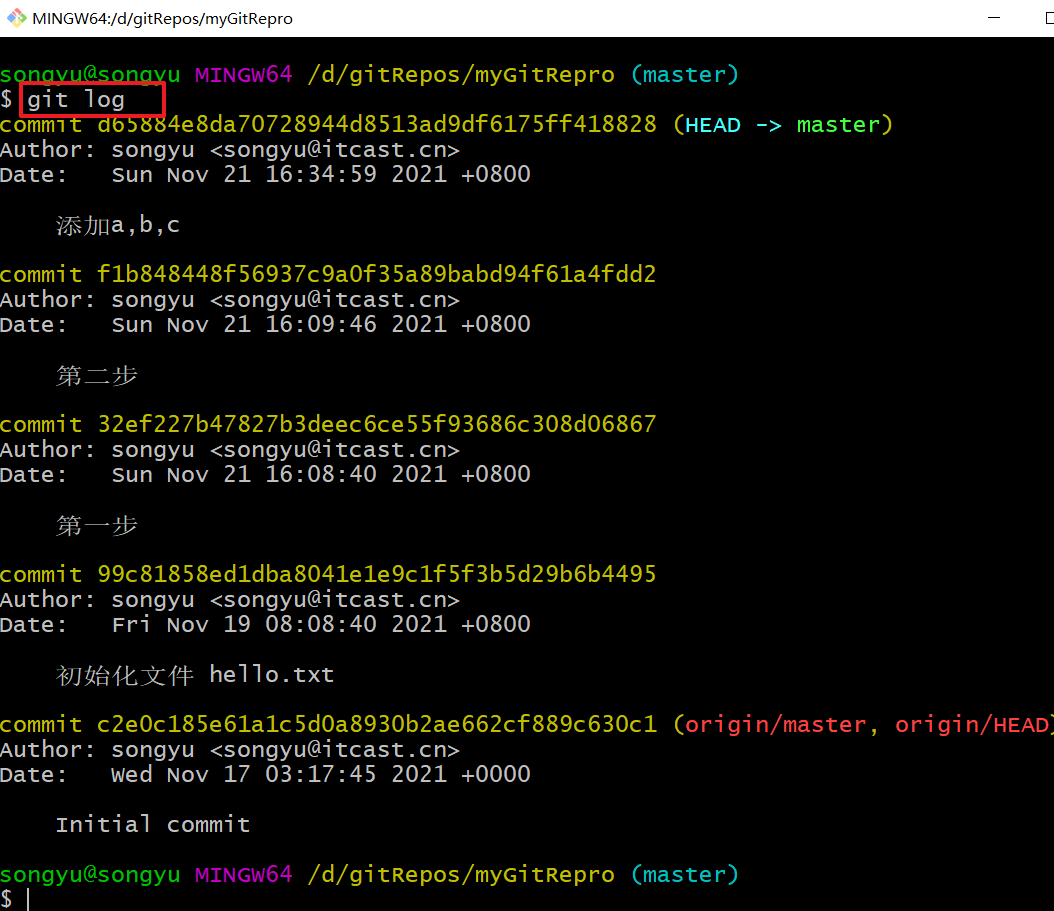 MINGW64:/d/gitRepos/myGitRepro
songyu@songyu MINGW64 /d/gitRepos/myGitRepro (master)
$ git log
commit d65884e8da70728944d8513ad9df6175ff418828 (HEAD -> master)
Author: songyu <songyu@itcast.cn>
Date:   Sun Nov 21 16:34:59 2021 +0800
添加a,b,c
commit f1b848448f56937c9a0f35a89babd94f61a4fdd2
Author: songyu <songyu@itcast.cn>
Date:   Sun Nov 21 16:09:46 2021 +0800
第二步
commit 32ef227b47827b3deec6ce55f93686c308d06867
Author: songyu <songyu@itcast.cn>
Date:   Sun Nov 21 16:08:40 2021 +0800
第一步
commit 99c81858ed1dba8041e1e9c1f5f3b5d29b6b4495
Author: songyu <songyu@itcast.cn>
Date:   Fri Nov 19 08:08:40 2021 +0800
初始化文件 hello.txt
commit c2e0c185e61a1c5d0a8930b2ae662cf889c630c1 (origin/master, origin/HEAD)
Author: songyu <songyu@itcast.cn>
Date:   Wed Nov 17 03:17:45 2021 +0000
Initial commit
songyu@songyu MINGW64 /d/gitRepos/myGitRepro (master)
$